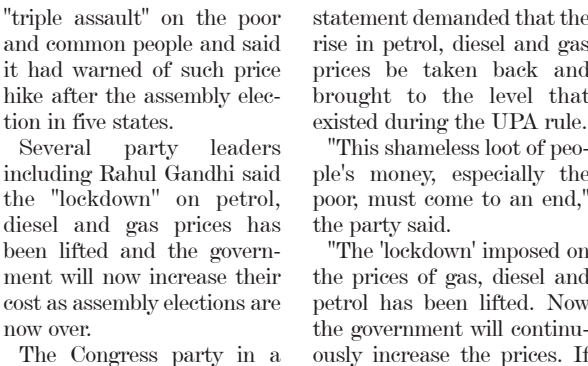 "triple assault" on the poor
and common people and said
it had warned of such price
hike after the assembly elec-
tion in five states.
Several party leaders
including Rahul Gandhi said
the "lockdown" on petrol,
diesel and gas prices has
been lifted and the govern-
ment will now increase their
cost as assembly elections are
now over.
The Congress party in a
statement demanded that the
rise in petrol, diesel and gas
prices be taken back and
brought to the level that
existed during the UPA rule.
"This shameless loot of peo-
ple's money, especially the
poor, must come to an end,"
the party said.
"The 'lockdown' imposed on
the prices of gas, diesel and
petrol has been lifted. Now
the government will continu-
ously increase the prices. If